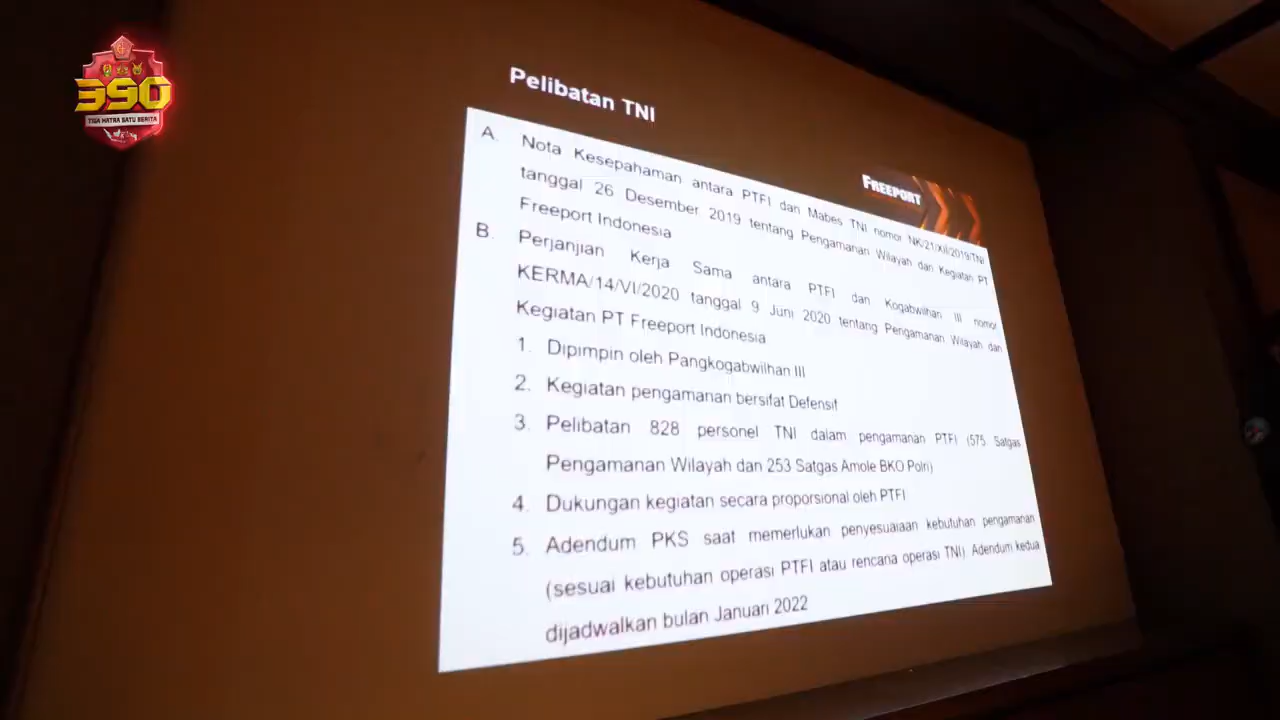 390
TIGA MATRA SATU BERITA
Pelibatan TNI
FREEPORT
A. Nota Kesepahaman antara PTFI dan Mabes TNI nomor NK/21/XII/2019/TNI
tanggal 26 Desember 2019 tentang Pengamanan Wilayah dan Kegiatan PT
Freeport Indonesia
B. Perjanjian Kerja Sama antara PTFI dan Kogabwilhan III nomor
KERMA/14/VI/2020 tanggal 9 Juni 2020 tentang Pengamanan Wilayah dan
Kegiatan PT Freeport Indonesia
1. Dipimpin oleh Pangkogabwilhan III
2. Kegiatan pengamanan bersifat Defensif
3. Pelibatan 828 personel TNI dalam pengamanan PTFI (575 Satgas
Pengamanan Wilayah dan 253 Satgas Amole BKO Polri)
4. Dukungan kegiatan secara proporsional oleh PTFI
5. Adendum PKS saat memerlukan penyesuaiaan kebutuhan pengamanan
(sesuai kebutuhan operasi PTFI atau rencana operasi TNI). Adendum kedua
dijadwalkan bulan Januari 2022